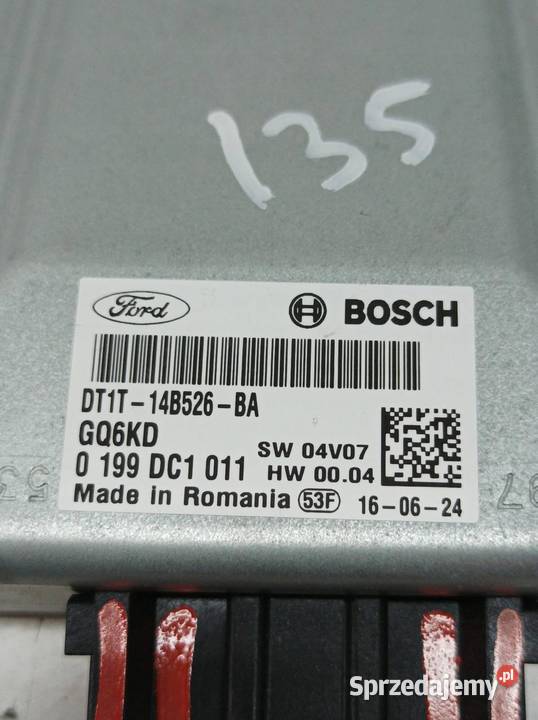 135
Ford BOSCH
DT1T-14B526-BA
GQ6KD
SW 04V07
0 199 DC1 011 HW 00.04
Made in Romania 53F 16-06-24
Sprzedajemy.pl